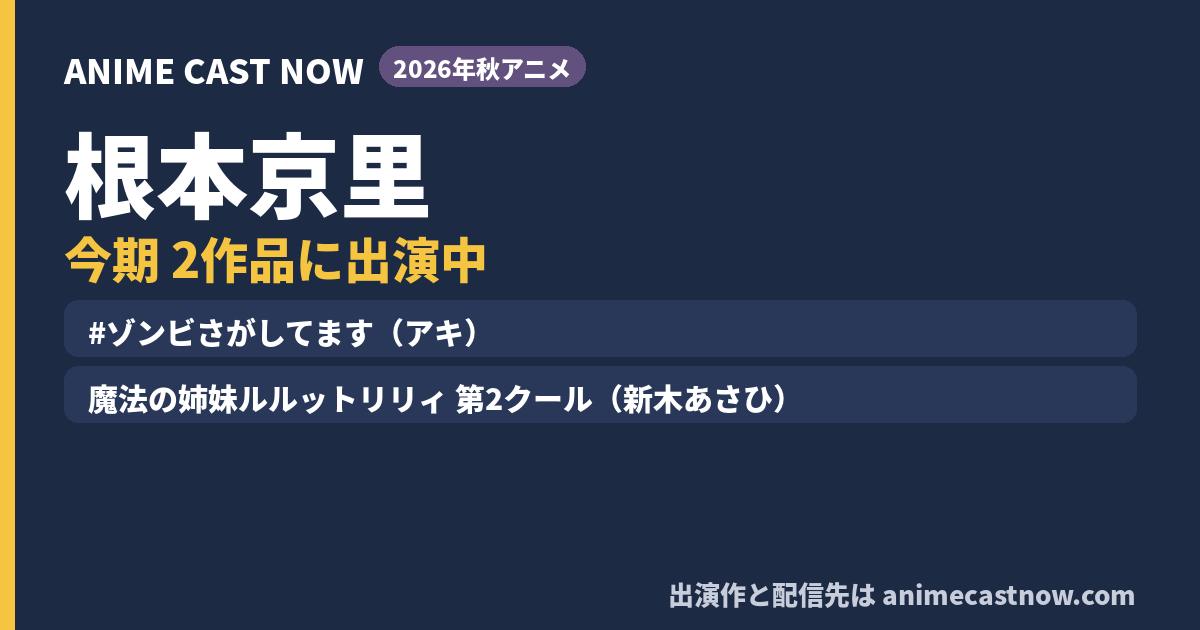 ANIME CAST NOW 2026年秋アニメ
根本京里
今期 2作品に出演中
#ゾンビさがしてます（アキ）
魔法の姉妹ルルットリリィ 第2クール（新木あさひ）
出演作と配信先は animecastnow.com